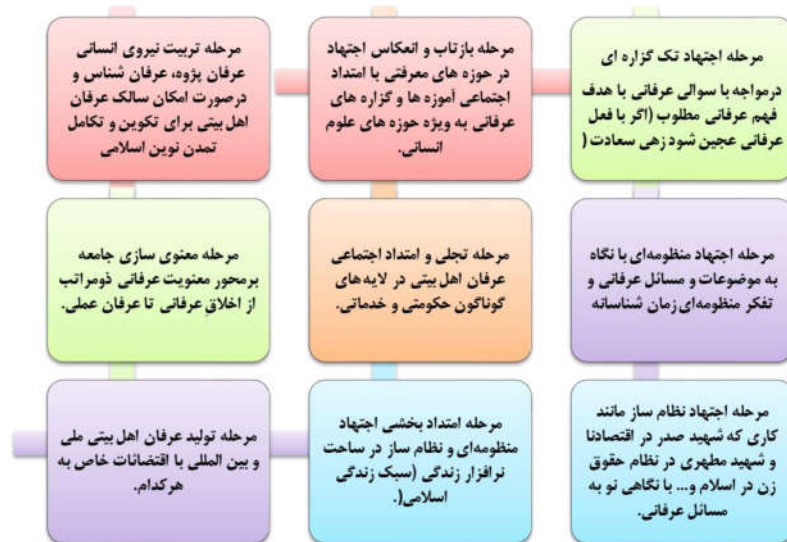 مرحله اجتهاد تک گزاره ای
درمواجه با سوالی عرفانی با هدف
فهم عرفانی مطلوب (اگر با فعل
عرفانی عجین شود زهی سعادت (
مرحله اجتهاد منظومه‌ای با نگاه
به موضوعات و مسائل عرفانی و
تفکر منظومه‌ای زمان شناسانه
مرحله اجتهاد نظام ساز مانند
کاری که شهید صدر در اقتصادنا
و شهید مطهری در نظام حقوق
زن در اسلام و... با نگاهی نو به
مسائل عرفانی.
مرحله بازتاب و انعکاس اجتهاد
در حوزه های معرفتی با امتداد
اجتماعی آموزه ها و گزاره های
عرفانی به ویژه حوزه های علوم
انسانی.
مرحله تجلی و امتداد اجتماعی
عرفان اهل بیتی در لایه های
گوناگون حکومتی و خدماتی.
مرحله امتداد بخشی اجتهاد
منظومه‌ای و نظام ساز در ساحت
نرافزار زندگی (سبک زندگی
اسلامی(.
مرحله تربیت نیروی انسانی
عرفان پژوه، عرفان شناس و
درصورت امکان سالک عرفان
اهل بیتی برای تکوین و تکامل
تمدن نوین اسلامی
مرحله معنوی سازی جامعه
برمحور معنویت عرفانی ذومراتب
از اخلاقِ عرفانی تا عرفان عملی.
مرحله تولید عرفان اهل بیتی ملی
و بین المللی با اقتضائات خاص به
هرکدام.